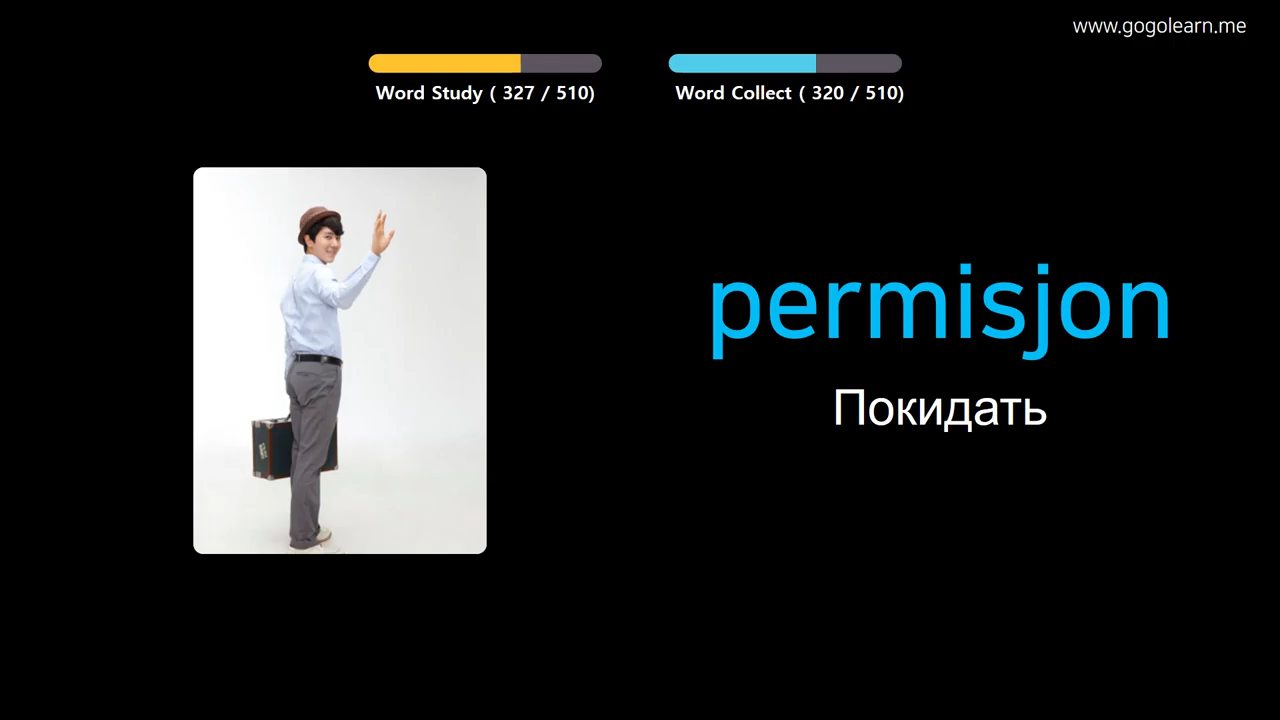 www.gogolearn.me
Word Study ( 327 / 510)
Word Collect ( 320 / 510)
permisjon
Покидать